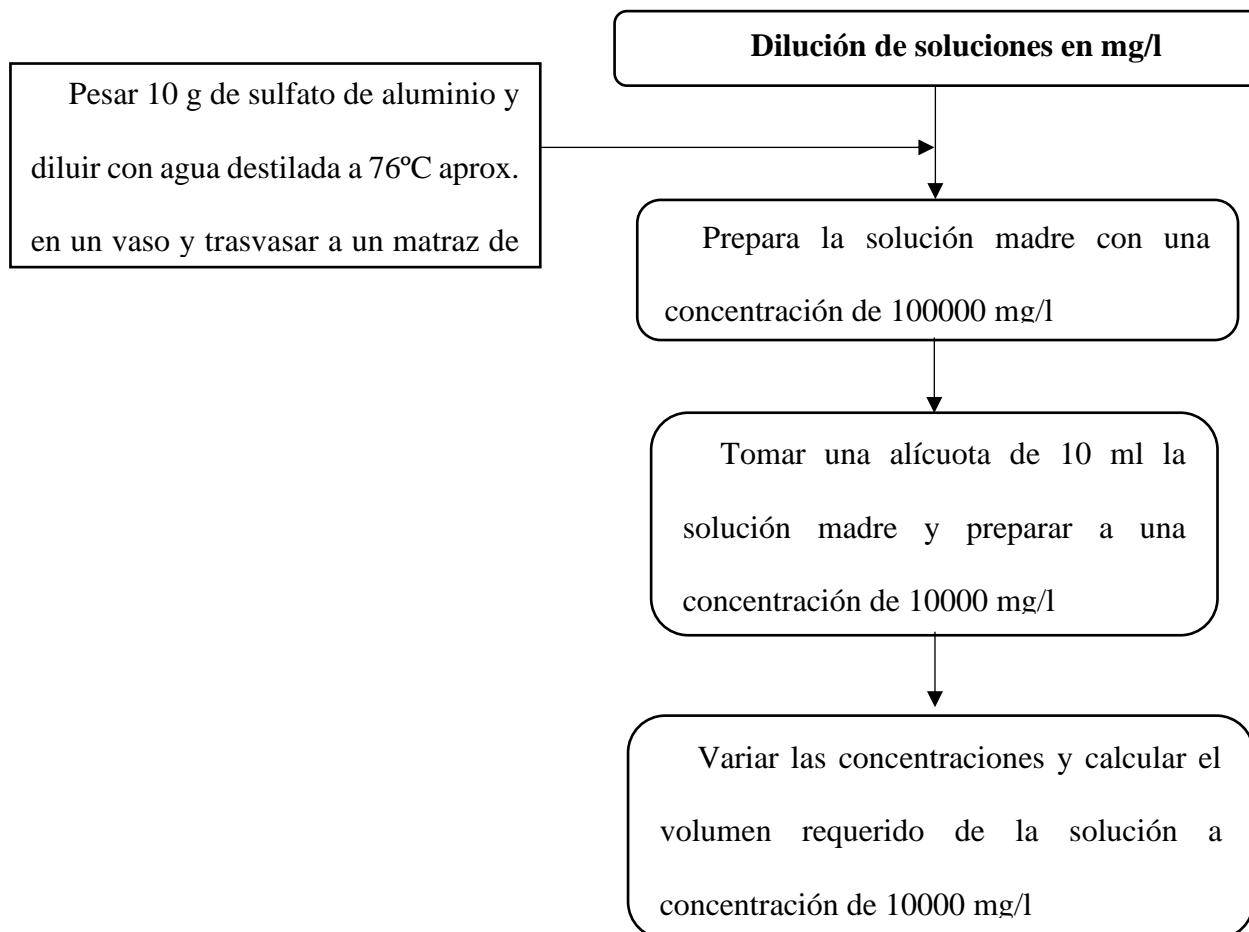 Dilución de soluciones en mg/l
Pesar 10 g de sulfato de aluminio y
diluir con agua destilada a 76ºC aprox.
en un vaso y trasvasar a un matraz de
Prepara la solución madre con una
concentración de 100000 mg/l
Tomar una alícuota de 10 ml la
solución madre y preparar a una
concentración de 10000 mg/l
Variar las concentraciones y calcular el
volumen requerido de la solución a
concentración de 10000 mg/l